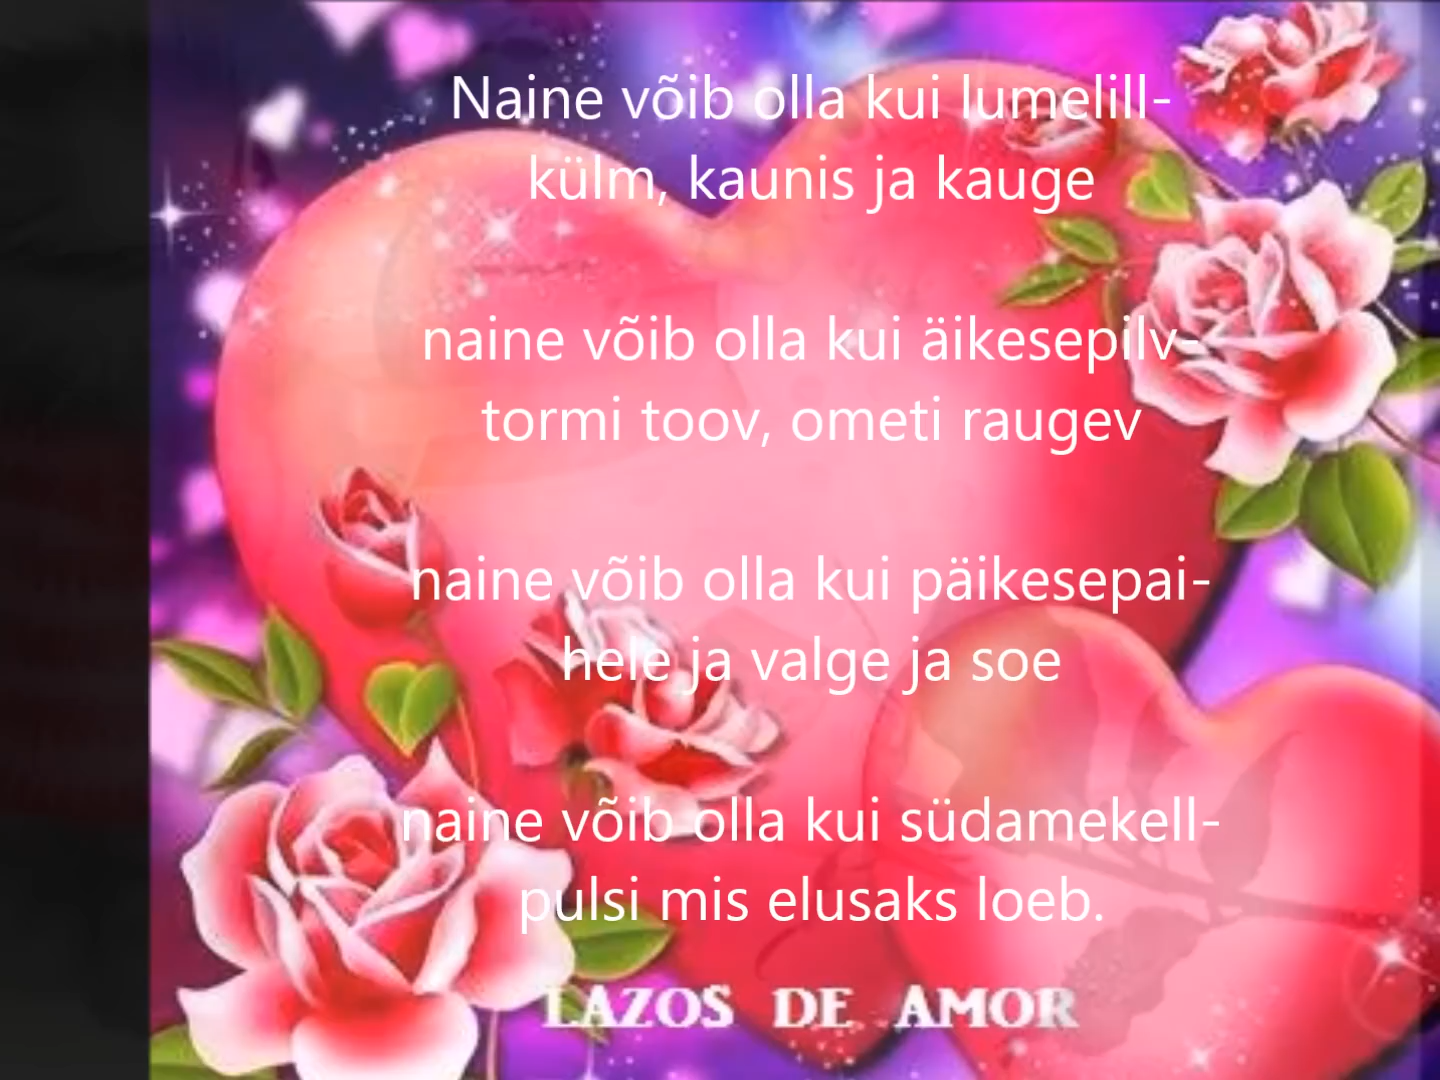 Naine võib olla kui lumelill-
külm, kaunis ja kauge
naine võib olla kui äikesepilv-
tormi toov, ometi raugev
naine võib olla kui päikesepai-
hele ja valge ja soe
naine võib olla kui südamekell-
pulsi mis elusaks loeb.
LAZOS DE AMOR